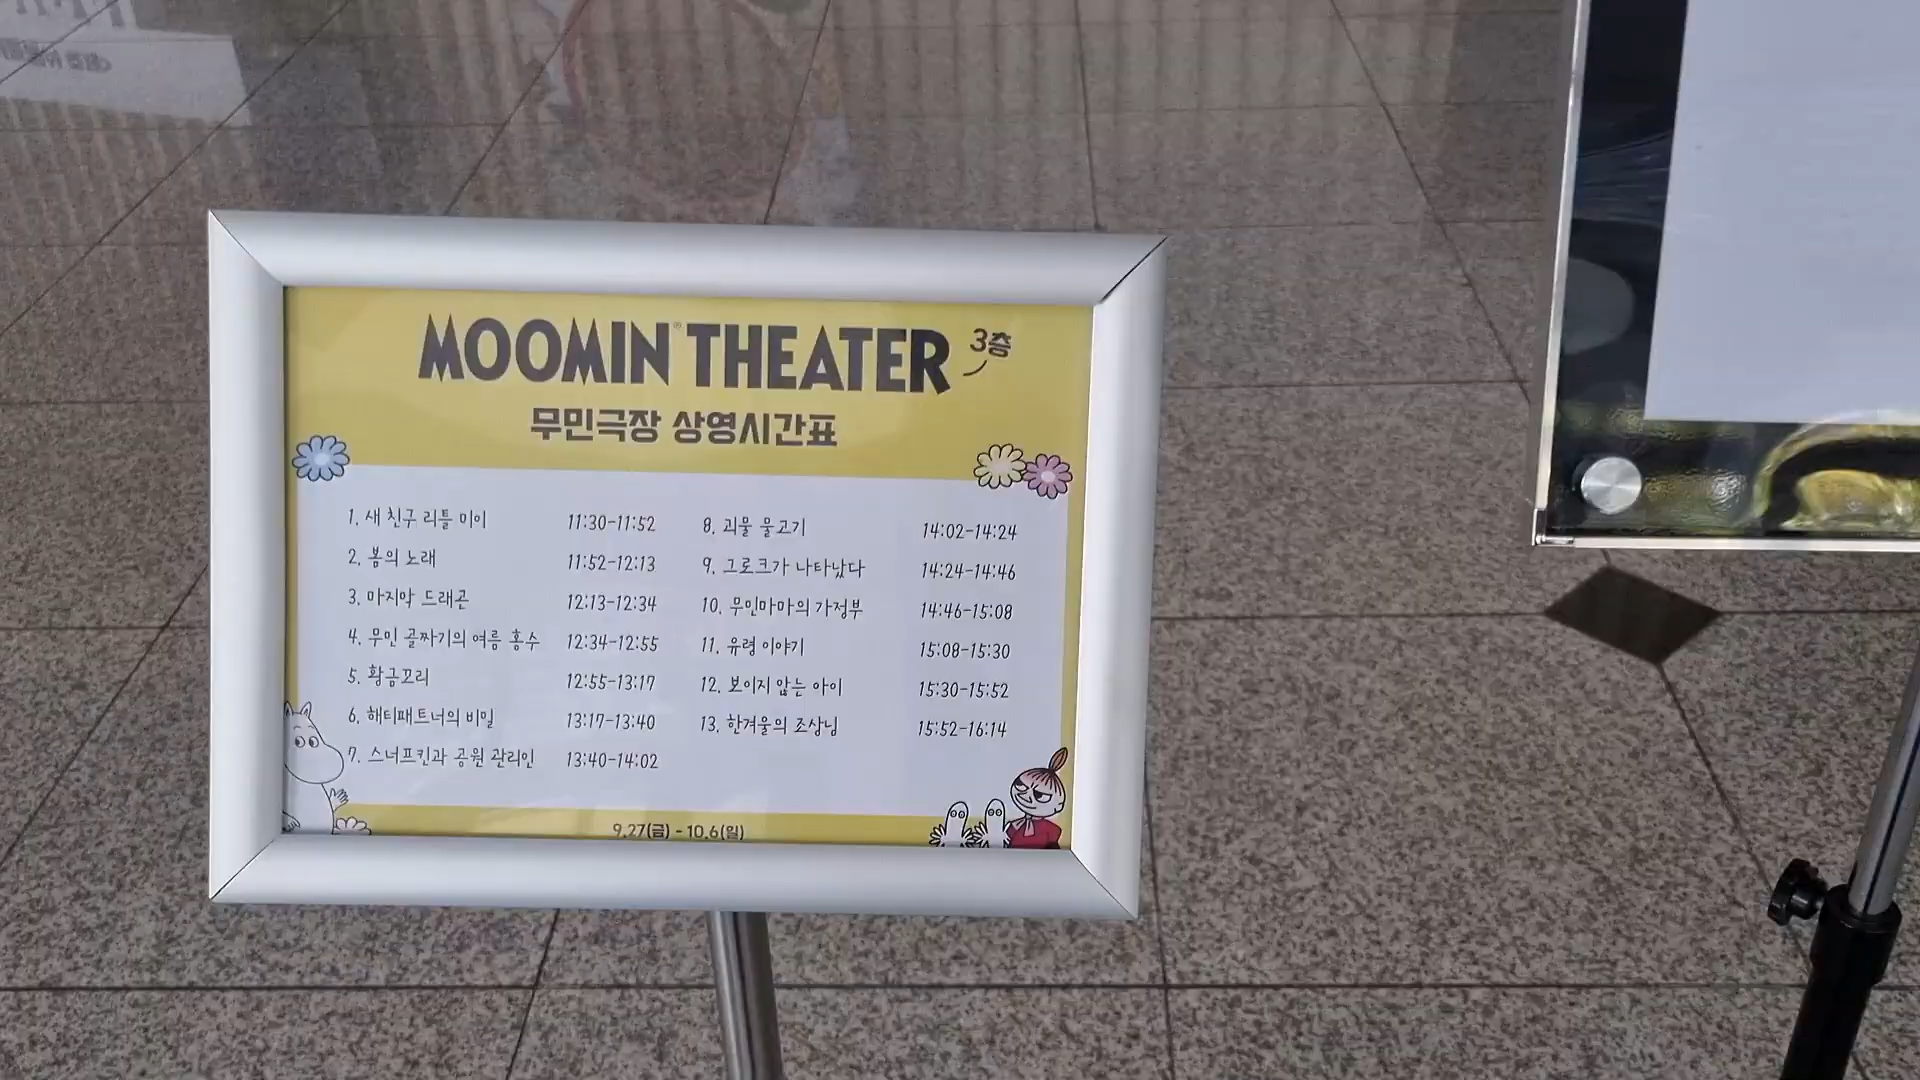 MOOMIN® THEATER 3층
무민극장 상영시간표
1. 새 친구 리틀 미이 11:30-11:52
2. 봄의 노래 11:52-12:13
3. 마지막 드래곤 12:13-12:34
4. 무민 골짜기의 여름 홍수 12:34-12:55
5. 황금꼬리 12:55-13:17
6. 해티패트너의 비밀 13:17-13:40
7. 스너프킨과 공원 관리인 13:40-14:02
8. 괴물 물고기 14:02-14:24
9. 그로크가 나타났다 14:24-14:46
10. 무민마마의 가정부 14:46-15:08
11. 유령 이야기 15:08-15:30
12. 보이지 않는 아이 15:30-15:52
13. 한겨울의 조상님 15:52-16:14
9.27(금) - 10.6(일)